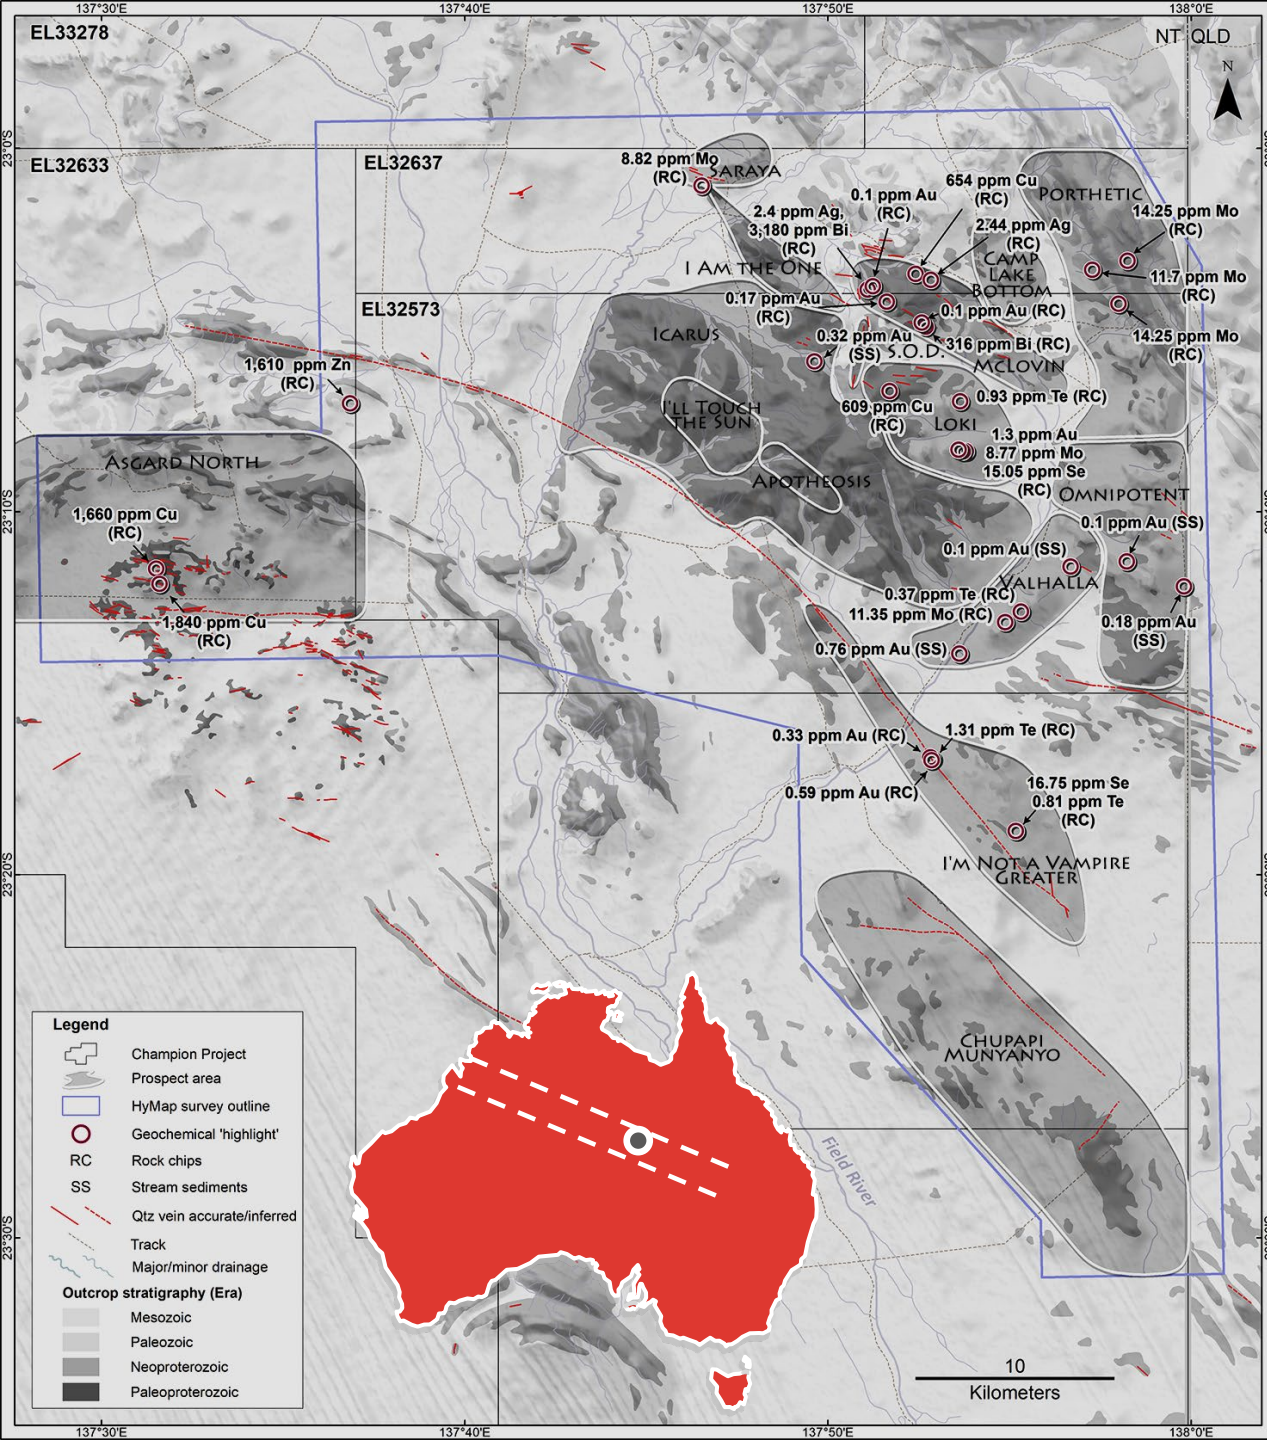 137°30'E
137°40'E
137°50'E
138°0'E
EL33278
NT QLD
N
23°0'S
EL32633
EL32637
8.82 ppm Mo
(RC)
SARAYA
654 ppm Cu
(RC)
0.1 ppm Au
(RC)
PORTHETIC
2.4 ppm Ag,
3,180 ppm Bi
(RC)
2.44 ppm Ag
(RC)
14.25 ppm Mo
(RC)
I AM THE ONE
CAMP
LAKE
BOTTOM
11.7 ppm Mo
(RC)
EL32573
0.17 ppm Au
(RC)
0.1 ppm Au (RC)
ICARUS
0.32 ppm Au
(SS)
316 ppm Bi (RC)
14.25 ppm Mo
(RC)
S.O.D.
MCLOVIN
1,610 ppm Zn
(RC)
0.93 ppm Te (RC)
I'LL TOUCH
THE SUN
609 ppm Cu
(RC)
LOKI
1.3 ppm Au
8.77 ppm Mo
15.05 ppm Se
(RC)
ASGARD NORTH
APOTHEOSIS
OMNIPOTENT
23°10'S
1,660 ppm Cu
(RC)
0.1 ppm Au (SS)
0.1 ppm Au (SS)
VALHALLA
0.37 ppm Te (RC)
11.35 ppm Mo (RC)
1,840 ppm Cu
(RC)
0.18 ppm Au
(SS)
0.76 ppm Au (SS)
0.33 ppm Au (RC)
1.31 ppm Te (RC)
0.59 ppm Au (RC)
16.75 ppm Se
0.81 ppm Te
(RC)
I'M NOT A VAMPIRE
GREATER
23°20'S
CHUPAPI
MUNYANYO
Field River
23°30'S
Legend
Champion Project
Prospect area
HyMap survey outline
Geochemical 'highlight'
RC Rock chips
SS Stream sediments
Qtz vein accurate/inferred
Track
Major/minor drainage
Outcrop stratigraphy (Era)
Mesozoic
Paleozoic
Neoproterozoic
Paleoproterozoic
10
Kilometers
137°30'E
137°40'E
137°50'E
138°0'E